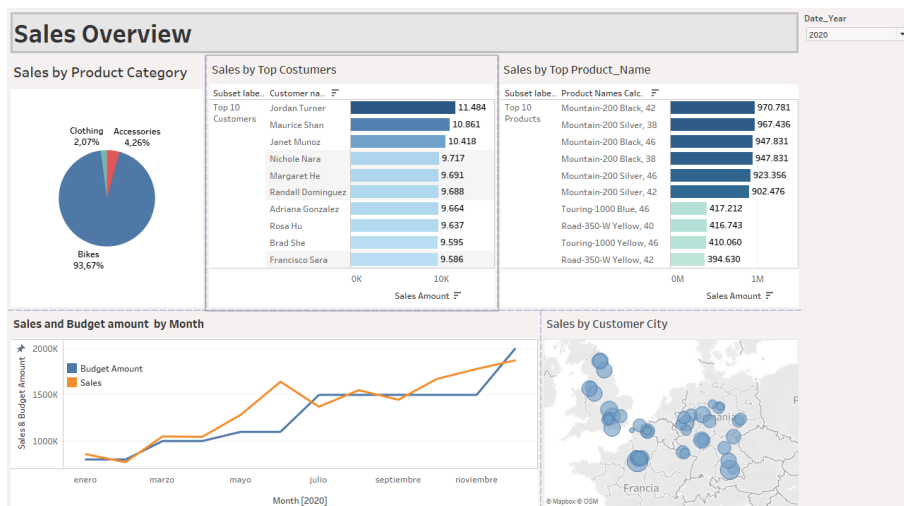 Sales Overview
Date_Year
2020
Sales by Product Category
Clothing
2,07%
Accessories
4,26%
Bikes
93,67%
Sales by Top Costumers
Subset labe.. Customer na..
Top 10 Customers
Jordan Turner 11.484
Maurice Shan 10.861
Janet Munoz 10.418
Nichole Nara 9.717
Margaret He 9.691
Randall Dominguez 9.688
Adriana Gonzalez 9.664
Rosa Hu 9.637
Brad She 9.595
Francisco Sara 9.586
0K 10K
Sales Amount
Sales by Top Product_Name
Subset labe.. Product Names Calc.
Top 10 Products
Mountain-200 Black, 42 970.781
Mountain-200 Silver, 38 967.436
Mountain-200 Black, 46 947.831
Mountain-200 Black, 38 947.831
Mountain-200 Silver, 46 923.356
Mountain-200 Silver, 42 902.476
Touring-1000 Blue, 46 417.212
Road-350-W Yellow, 40 416.743
Touring-1000 Yellow, 46 410.060
Road-350-W Yellow, 42 394.630
0M 1M
Sales Amount
Sales and Budget amount by Month
Sales & Budget Amount
2000K
1500K
1000K
Budget Amount
Sales
enero marzo mayo julio septiembre noviembre
Month [2020]
Sales by Customer City
Francia
© Mapbox © OSM